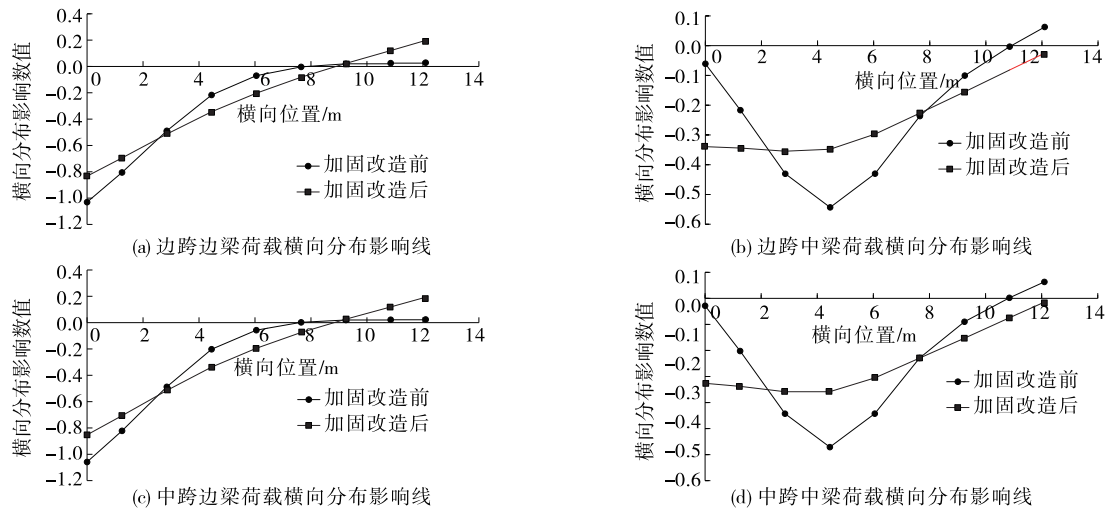 0.4
0.2
0.0
-0.2
-0.4
-0.6
-0.8
-1.0
-1.2
0 2 4 6 8 10 12 14
横向分布影响数值
横向位置/m
加固改造前
加固改造后
(a) 边跨边梁荷载横向分布影响线
0.1
0.0
-0.1
-0.2
-0.3
-0.4
-0.5
-0.6
0 2 4 6 8 10 12 14
横向分布影响数值
横向位置/m
加固改造前
加固改造后
(b) 边跨中梁荷载横向分布影响线
0.4
0.2
0.0
-0.2
-0.4
-0.6
-0.8
-1.0
-1.2
0 2 4 6 8 10 12 14
横向分布影响数值
横向位置/m
加固改造前
加固改造后
(c) 中跨边梁荷载横向分布影响线
0.1
0.0
-0.1
-0.2
-0.3
-0.4
-0.5
-0.6
0 2 4 6 8 10 12 14
横向分布影响数值
横向位置/m
加固改造前
加固改造后
(d) 中跨中梁荷载横向分布影响线